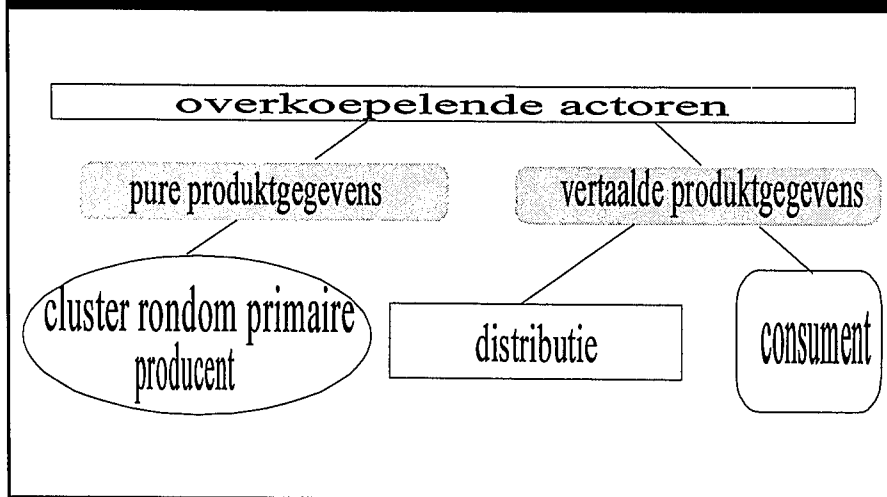 overkoepelende actoren
pure produktgegevens
vertaalde produktgegevens
cluster rondom primaire
producent
distributie
consument